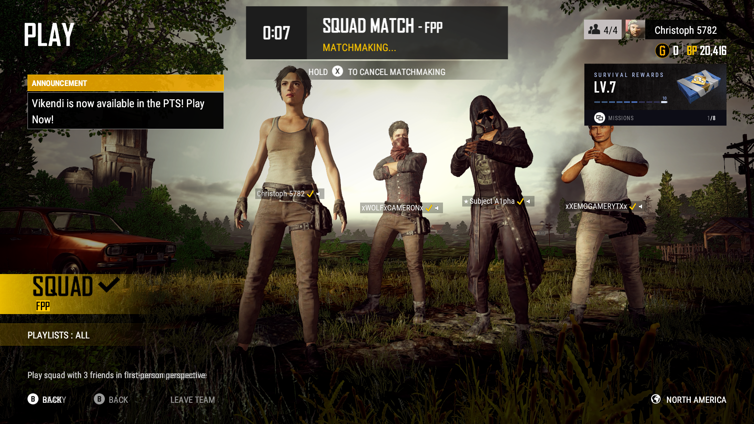 PLAY
0:07
SQUAD MATCH - FPP
MATCHMAKING...
HOLD X TO CANCEL MATCHMAKING
4/4
Christoph 5782
G 0 BP 20,416
ANNOUNCEMENT
Vikendi is now available in the PTS! Play
Now!
SURVIVAL REWARDS
LV.7
10
MISSIONS
1/8
Christoph 5782
xWOLFxGAMERONx
Subject A1pha
xXEMOGAMERYTXx
SQUAD
FPP
PLAYLISTS : ALL
Play squad with 3 friends in first-person perspective
B BACK
B BACK
LEAVE TEAM
NORTH AMERICA